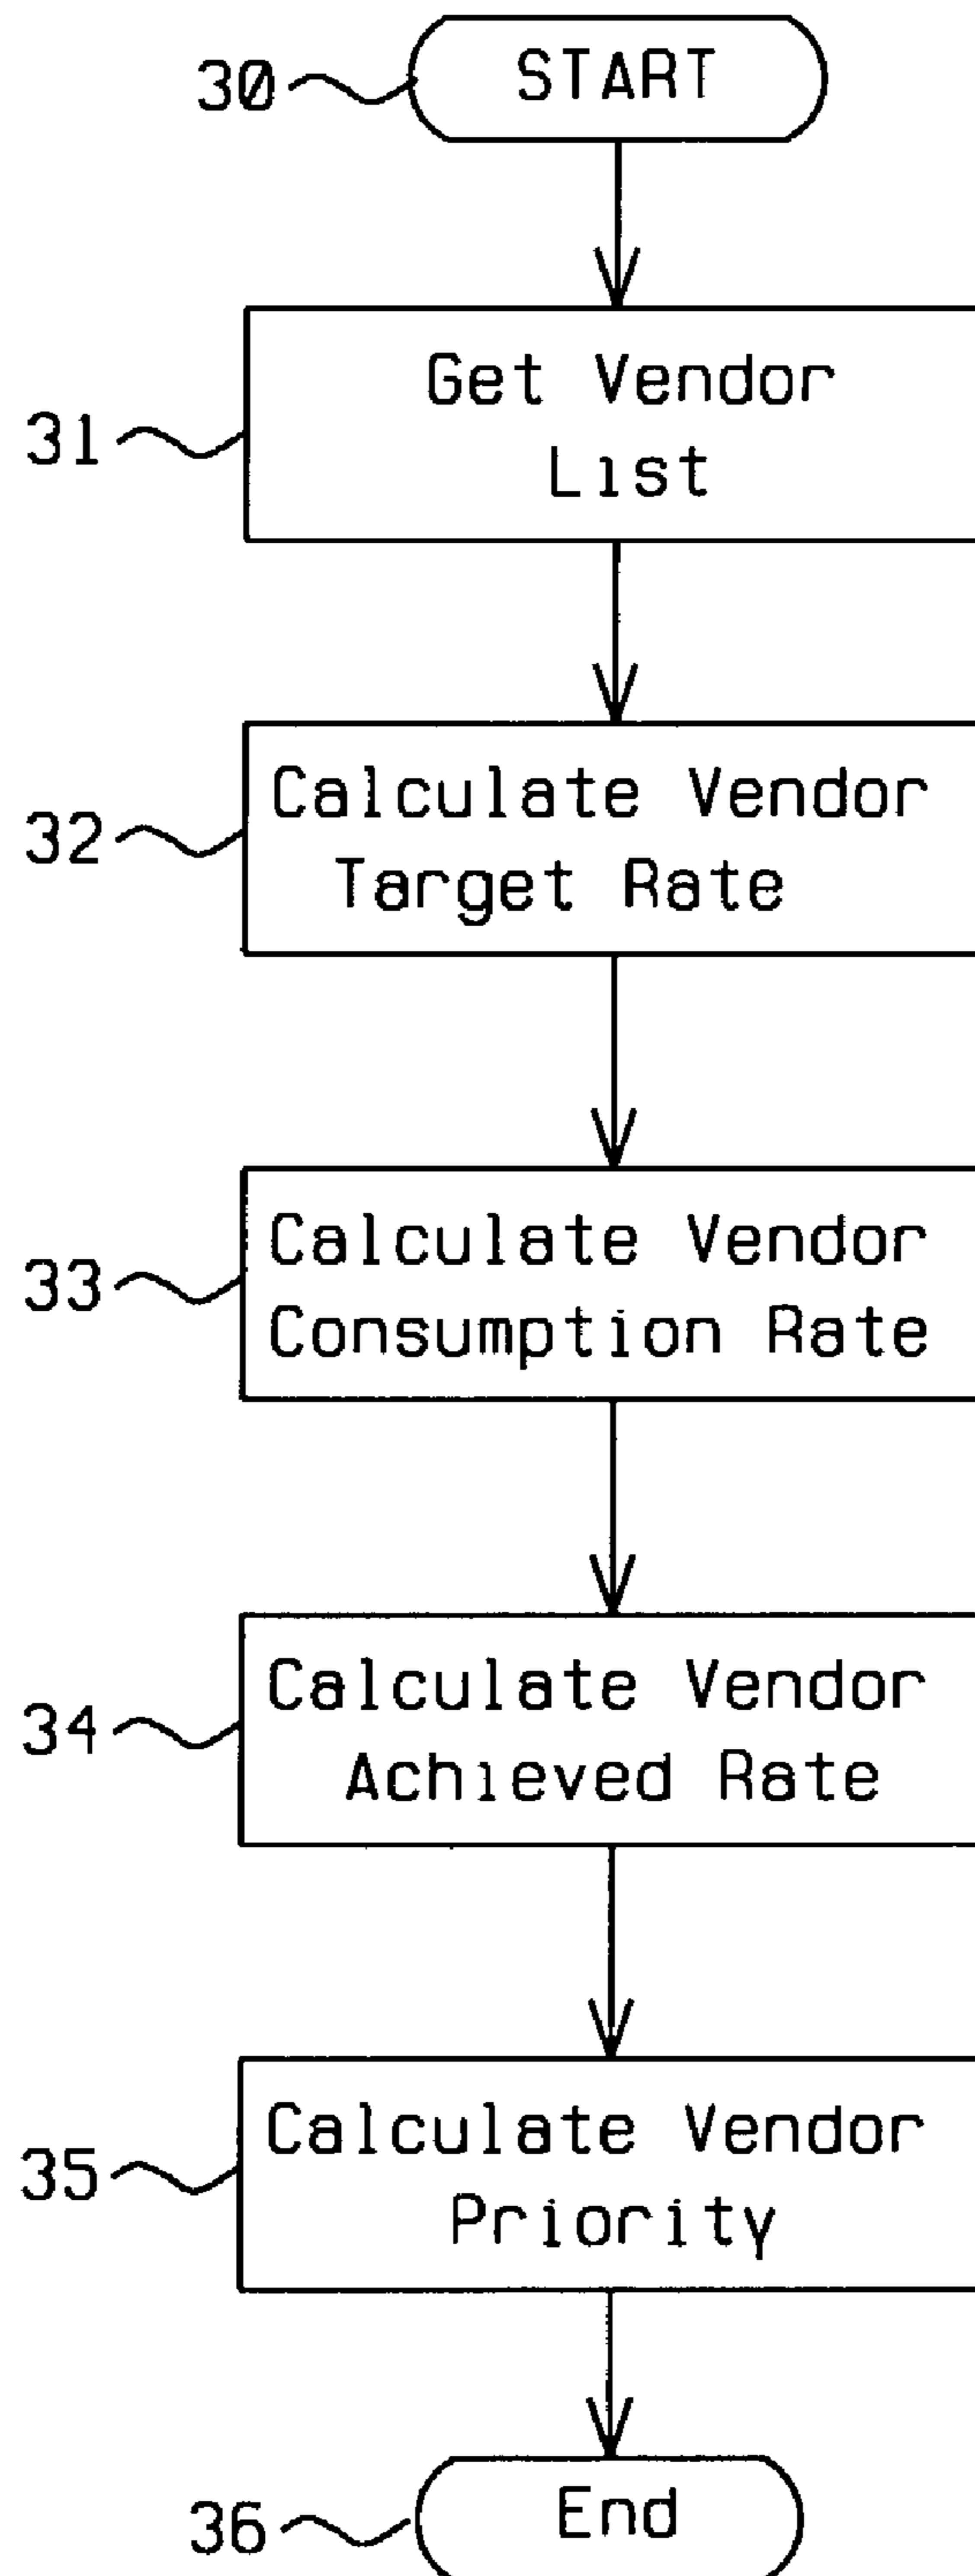 30 START
31 Get Vendor
List
32 Calculate Vendor
Target Rate
33 Calculate Vendor
Consumption Rate
34 Calculate Vendor
Achieved Rate
35 Calculate Vendor
Priority
36 End